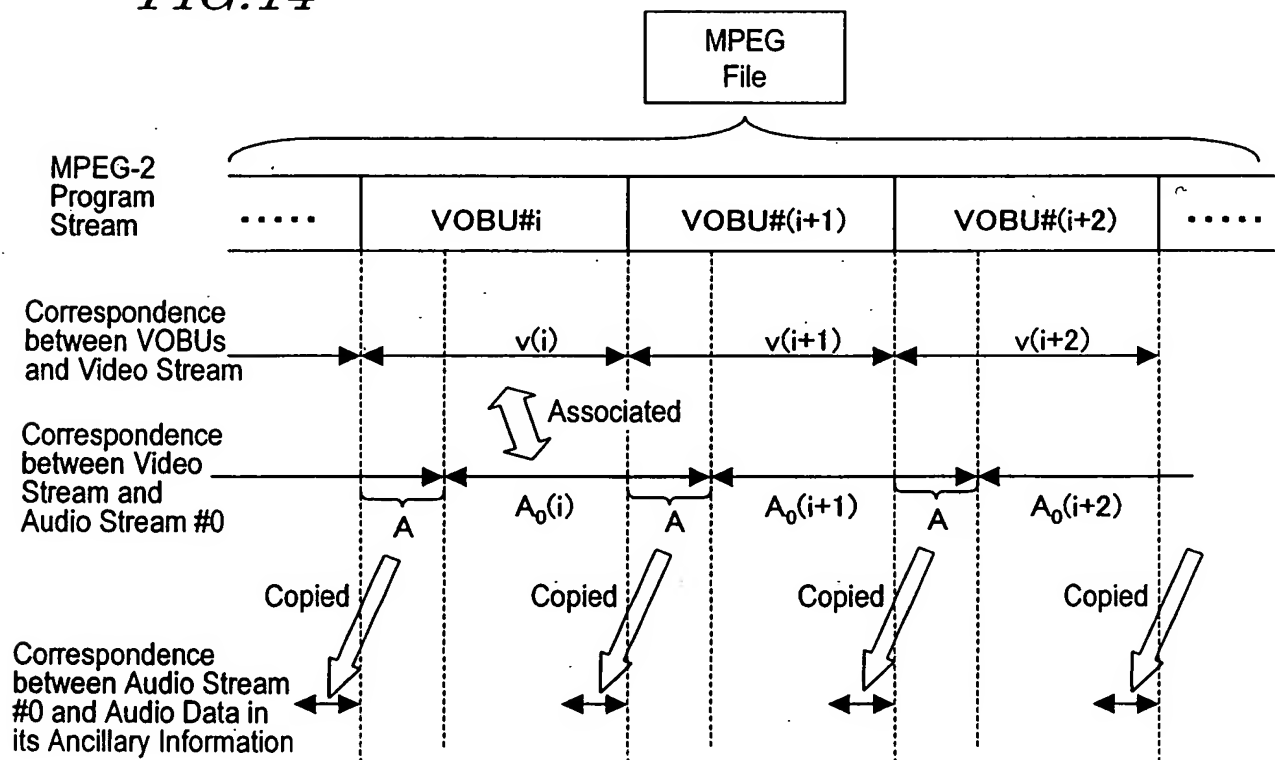 FIG.14
MPEG
File
MPEG-2
Program
Stream
..... VOBU#i VOBU#(i+1) VOBU#(i+2) .....
Correspondence
between VOBUs
and Video Stream
v(i) v(i+1) v(i+2)
Associated
Correspondence
between Video
Stream and
Audio Stream #0
A A₀(i) A A₀(i+1) A A₀(i+2)
Copied Copied Copied Copied
Correspondence
between Audio Stream
#0 and Audio Data in
its Ancillary Information